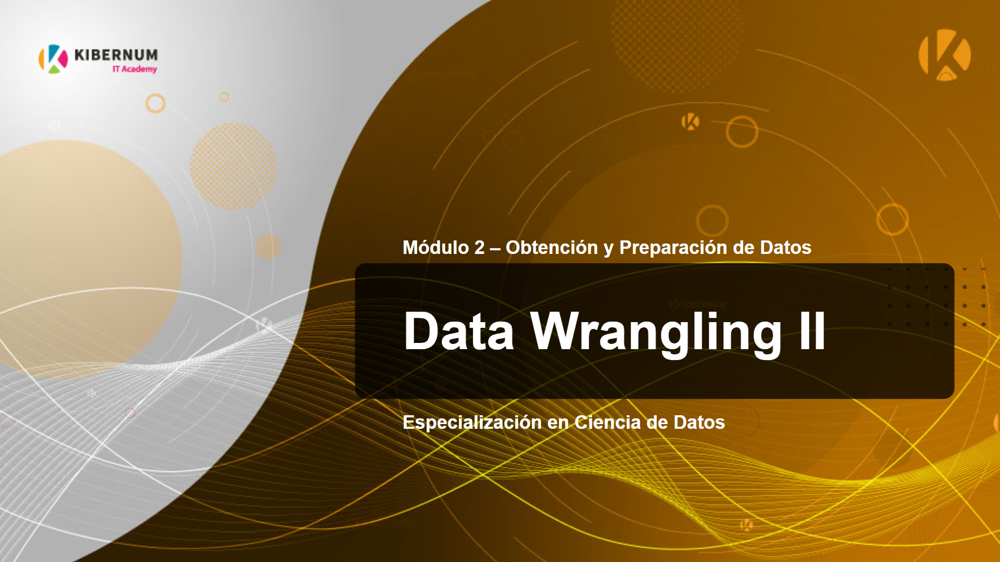 KIBERNUM
IT Academy
Módulo 2 – Obtención y Preparación de Datos
Data Wrangling II
Especialización en Ciencia de Datos